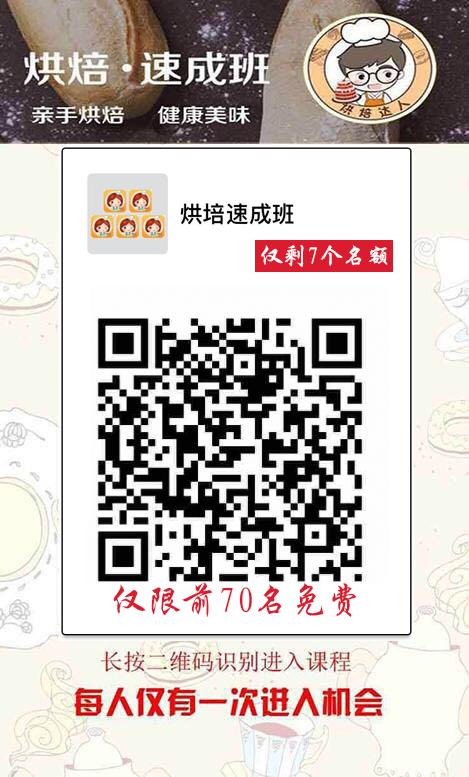 烘焙·速成班
亲手烘焙 健康美味
烘焙达人
烘培速成班
仅剩7个名额
仅限前70名免费
长按二维码识别进入课程
每人仅有一次进入机会